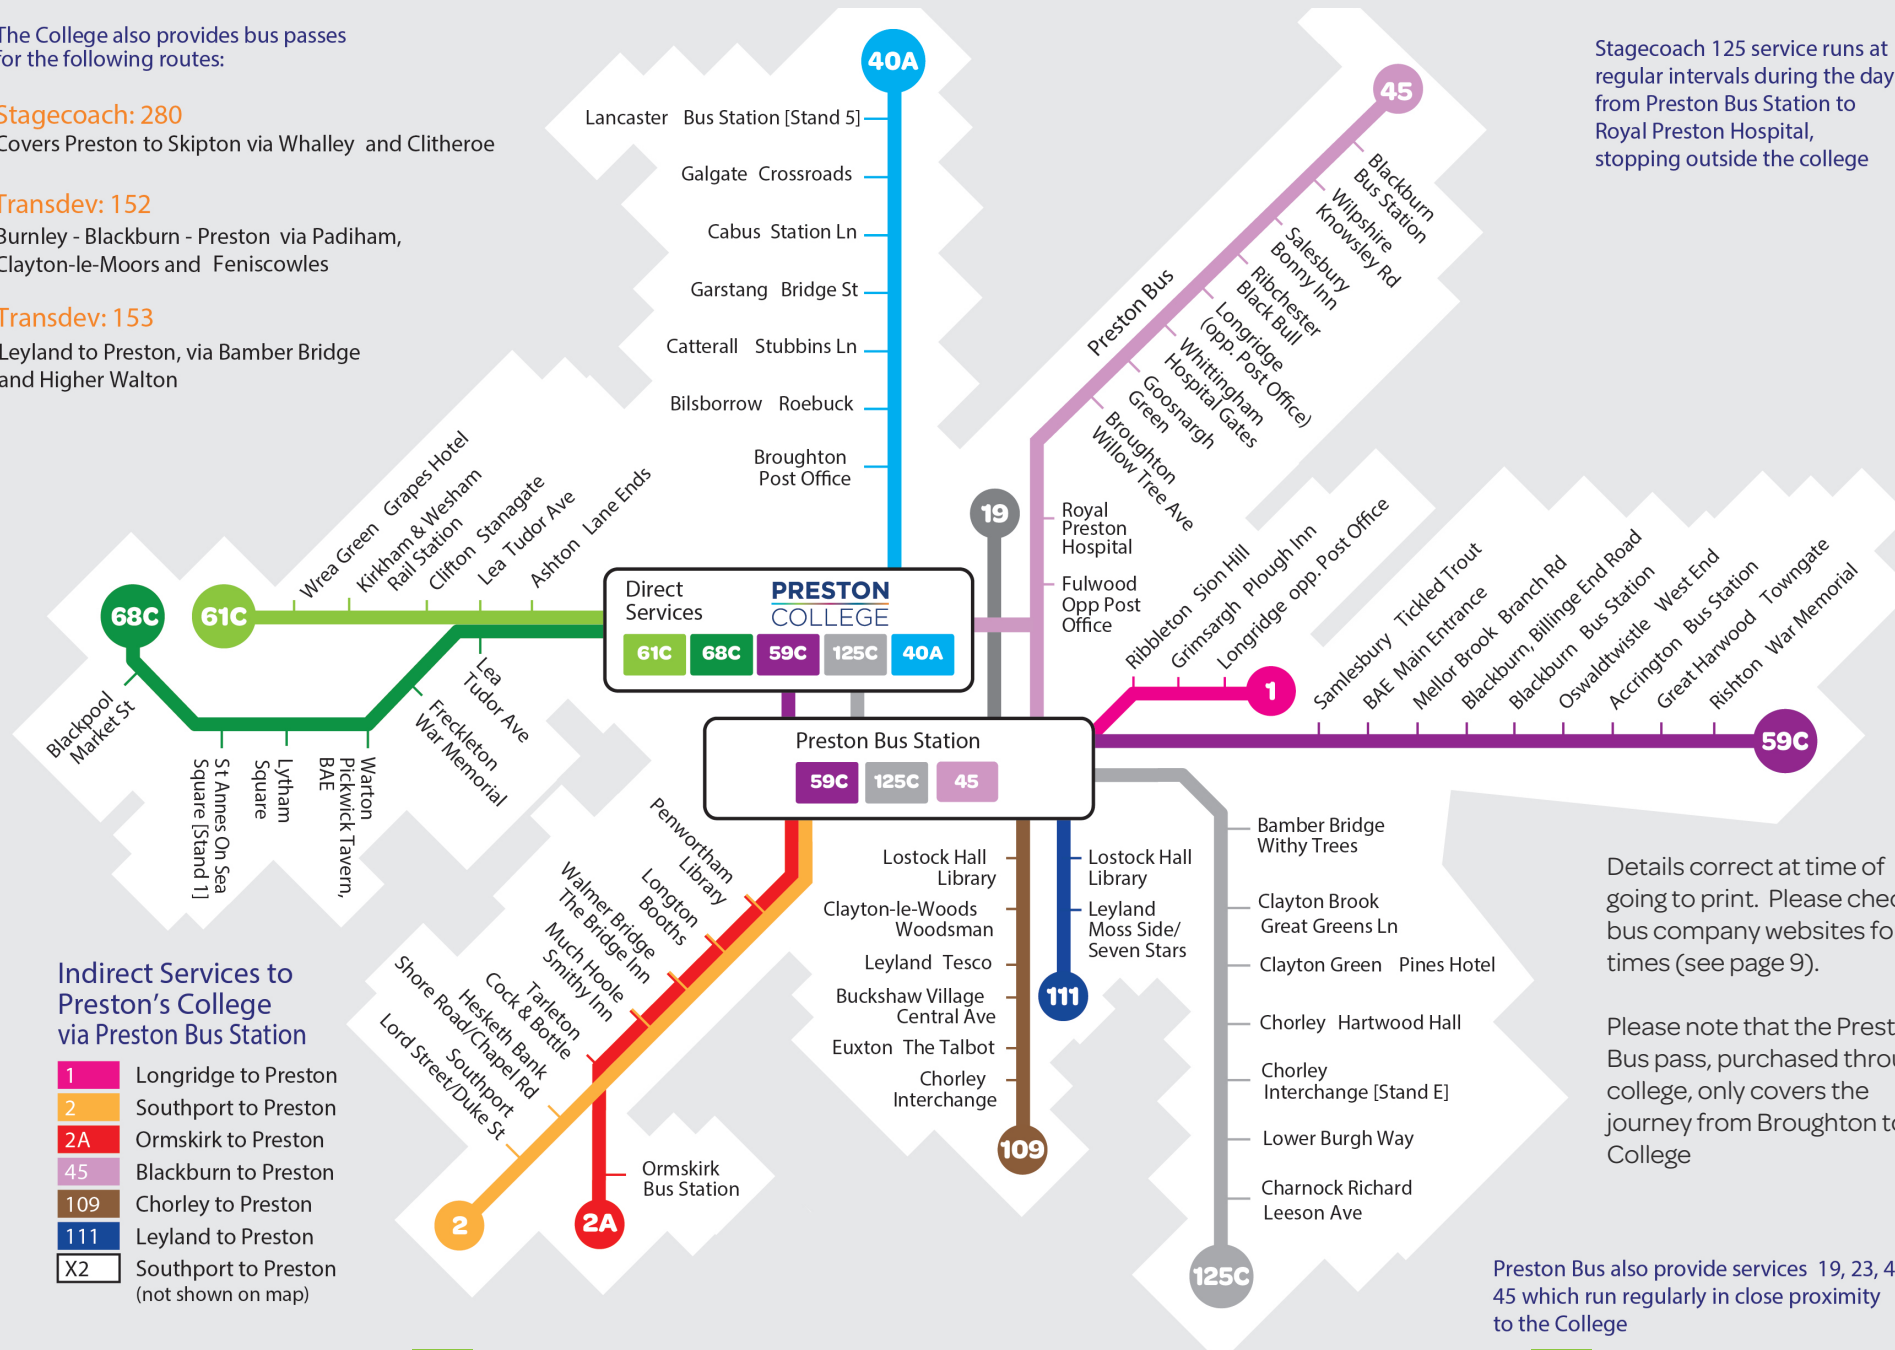 The College also provides bus passes
for the following routes:
Stagecoach: 280
Covers Preston to Skipton via Whalley and Clitheroe
Transdev: 152
Burnley - Blackburn - Preston via Padiham,
Clayton-le-Moors and Feniscowles
Transdev: 153
Leyland to Preston, via Bamber Bridge
and Higher Walton
40A
Lancaster Bus Station [Stand 5]
Galgate Crossroads
Cabus Station Ln
Garstang Bridge St
Catterall Stubbins Ln
Bilsborrow Roebuck
Broughton
Post Office
45
Preston Bus
Blackburn
Bus Station
Wilpshire
Knowsley Rd
Salesbury
Bonny Inn
Ribchester
Black Bull
Longridge
(opp. Post Office)
Whittingham
Hospital Gates
Goosnargh
Green
Broughton
Willow Tree Ave
Royal
Preston
Hospital
Fulwood
Opp Post
Office
19
Stagecoach 125 service runs at
regular intervals during the day
from Preston Bus Station to
Royal Preston Hospital,
stopping outside the college
68C
61C
Wrea Green Grapes Hotel
Kirkham & Wesham
Rail Station
Clifton Stanagate
Lea Tudor Ave
Ashton Lane Ends
Direct
Services
PRESTON
COLLEGE
61C 68C 59C 125C 40A
Blackpool
Market St
St Annes On Sea
Square [Stand 1]
Lytham
Square
Warton
Pickwick Tavern,
BAE
Freckleton
War Memorial
Lea
Tudor Ave
Preston Bus Station
59C 125C 45
Ribbleton Sion Hill
Grimsargh Plough Inn
Longridge opp. Post Office
1
Samlesbury Tickled Trout
BAE Main Entrance
Mellor Brook Branch Rd
Blackburn, Billinge End Road
Blackburn Bus Station
Oswaldtwistle West End
Accrington Bus Station
Great Harwood Towngate
Rishton War Memorial
59C
Penwortham
Library
Longton
Booths
Walmer Bridge
The Bridge Inn
Much Hoole
Smithy Inn
Tarleton
Cock & Bottle
Hesketh Bank
Shore Road/Chapel Rd
Southport
Lord Street/Duke St
2
Ormskirk
Bus Station
2A
Lostock Hall
Library
Clayton-le-Woods
Woodsman
Leyland Tesco
Buckshaw Village
Central Ave
Euxton The Talbot
Chorley
Interchange
109
Lostock Hall
Library
Leyland
Moss Side/
Seven Stars
111
Bamber Bridge
Withy Trees
Clayton Brook
Great Greens Ln
Clayton Green Pines Hotel
Chorley Hartwood Hall
Chorley
Interchange [Stand E]
Lower Burgh Way
Charnock Richard
Leeson Ave
125C
Indirect Services to
Preston's College
via Preston Bus Station
1 Longridge to Preston
2 Southport to Preston
2A Ormskirk to Preston
45 Blackburn to Preston
109 Chorley to Preston
111 Leyland to Preston
X2 Southport to Preston
(not shown on map)
Details correct at time of
going to print. Please
bus company websites
times (see page 9).
Please note that the
Bus pass, purchased
college, only covers the
journey from Broughton
College
Preston Bus also provide services 19, 23,
45 which run regularly in close proximity
to the College